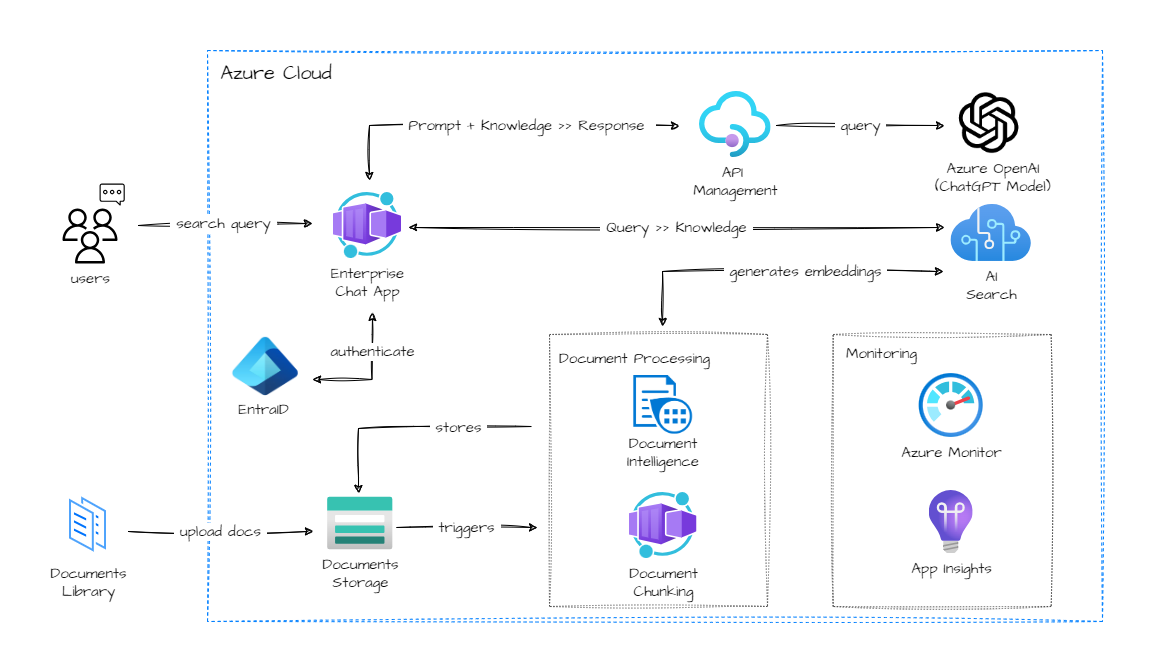 Azure Cloud
Prompt + Knowledge >> Response
query
API
Management
Azure OpenAI
(ChatGPT Model)
users
search query
Enterprise
Chat App
Query >> Knowledge
AI
Search
generates embeddings
authenticate
EntraID
Document Processing
Document
Intelligence
Document
Chunking
Monitoring
Azure Monitor
App Insights
stores
Documents
Library
upload docs
Documents
Storage
triggers